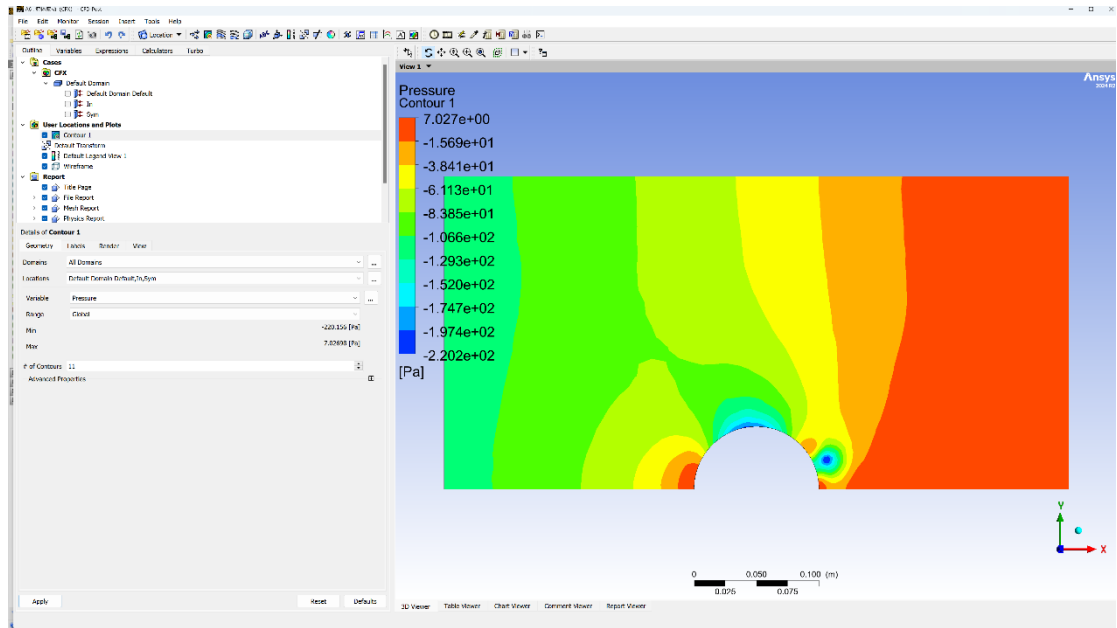 CFD-Post
File Edit Monitor Session Insert Tools Help
Location
Outline Variables Expressions Calculators Turbo
Cases
CFX
Default Domain
Default Domain Default
In
Sym
User Locations and Plots
Contour 1
Default Transform
Default Legend View 1
Wireframe
Report
Title Page
File Report
Mesh Report
Physics Report
Details of Contour 1
Geometry Labels Render View
Domains All Domains ...
Locations Default Domain Default,In,Sym ...
Variable Pressure ...
Range Global
Min -220.156 [Pa]
Max 7.02698 [Pa]
# of Contours 11
Advanced Properties
Apply Reset Defaults
View 1
Ansys
2024 R2
Pressure
Contour 1
7.027e+00
-1.569e+01
-3.841e+01
-6.113e+01
-8.385e+01
-1.066e+02
-1.293e+02
-1.520e+02
-1.747e+02
-1.974e+02
-2.202e+02
[Pa]
Y
X
0 0.050 0.100 (m)
0.025 0.075
3D Viewer Table Viewer Chart Viewer Comment Viewer Report Viewer